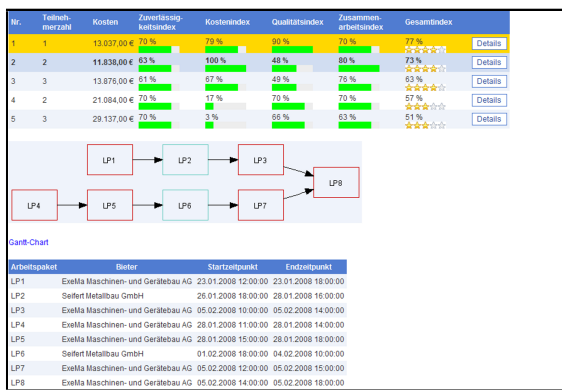 Nr. Teilneh-merzahl Kosten Zuverlässig-keitsindex Kostenindex Qualitätsindex Zusammen-arbeitsindex Gesamtindex
1 1 13.037,00 € 70 % 79 % 90 % 70 % 77 % Details
2 2 11.838,00 € 63 % 100 % 48 % 80 % 73 % Details
3 3 13.876,00 € 61 % 67 % 49 % 76 % 63 % Details
4 2 21.084,00 € 70 % 17 % 70 % 70 % 57 % Details
5 3 29.137,00 € 70 % 3 % 66 % 63 % 51 % Details
LP1 LP2 LP3
LP8
LP4 LP5 LP6 LP7
Gantt-Chart
Arbeitspaket Bieter Startzeitpunkt Endzeitpunkt
LP1 ExeMa Maschinen- und Gerätebau AG 23.01.2008 12:00:00 23.01.2008 18:00:00
LP2 Seifert Metallbau GmbH 26.01.2008 18:00:00 28.01.2008 16:00:00
LP3 ExeMa Maschinen- und Gerätebau AG 05.02.2008 10:00:00 05.02.2008 14:00:00
LP4 ExeMa Maschinen- und Gerätebau AG 28.01.2008 11:00:00 28.01.2008 14:00:00
LP5 ExeMa Maschinen- und Gerätebau AG 28.01.2008 15:00:00 28.01.2008 18:00:00
LP6 Seifert Metallbau GmbH 01.02.2008 18:00:00 04.02.2008 10:00:00
LP7 ExeMa Maschinen- und Gerätebau AG 05.02.2008 12:00:00 05.02.2008 15:00:00
LP8 ExeMa Maschinen- und Gerätebau AG 05.02.2008 14:00:00 05.02.2008 18:00:00